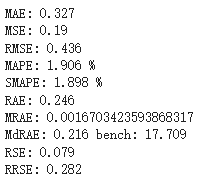 MAE: 0.327
MSE: 0.19
RMSE: 0.436
MAPE: 1.906 %
SMAPE: 1.898 %
RAE: 0.246
MRAE: 0.0016703423593868317
MdRAE: 0.216 bench: 17.709
RSE: 0.079
RRSE: 0.282